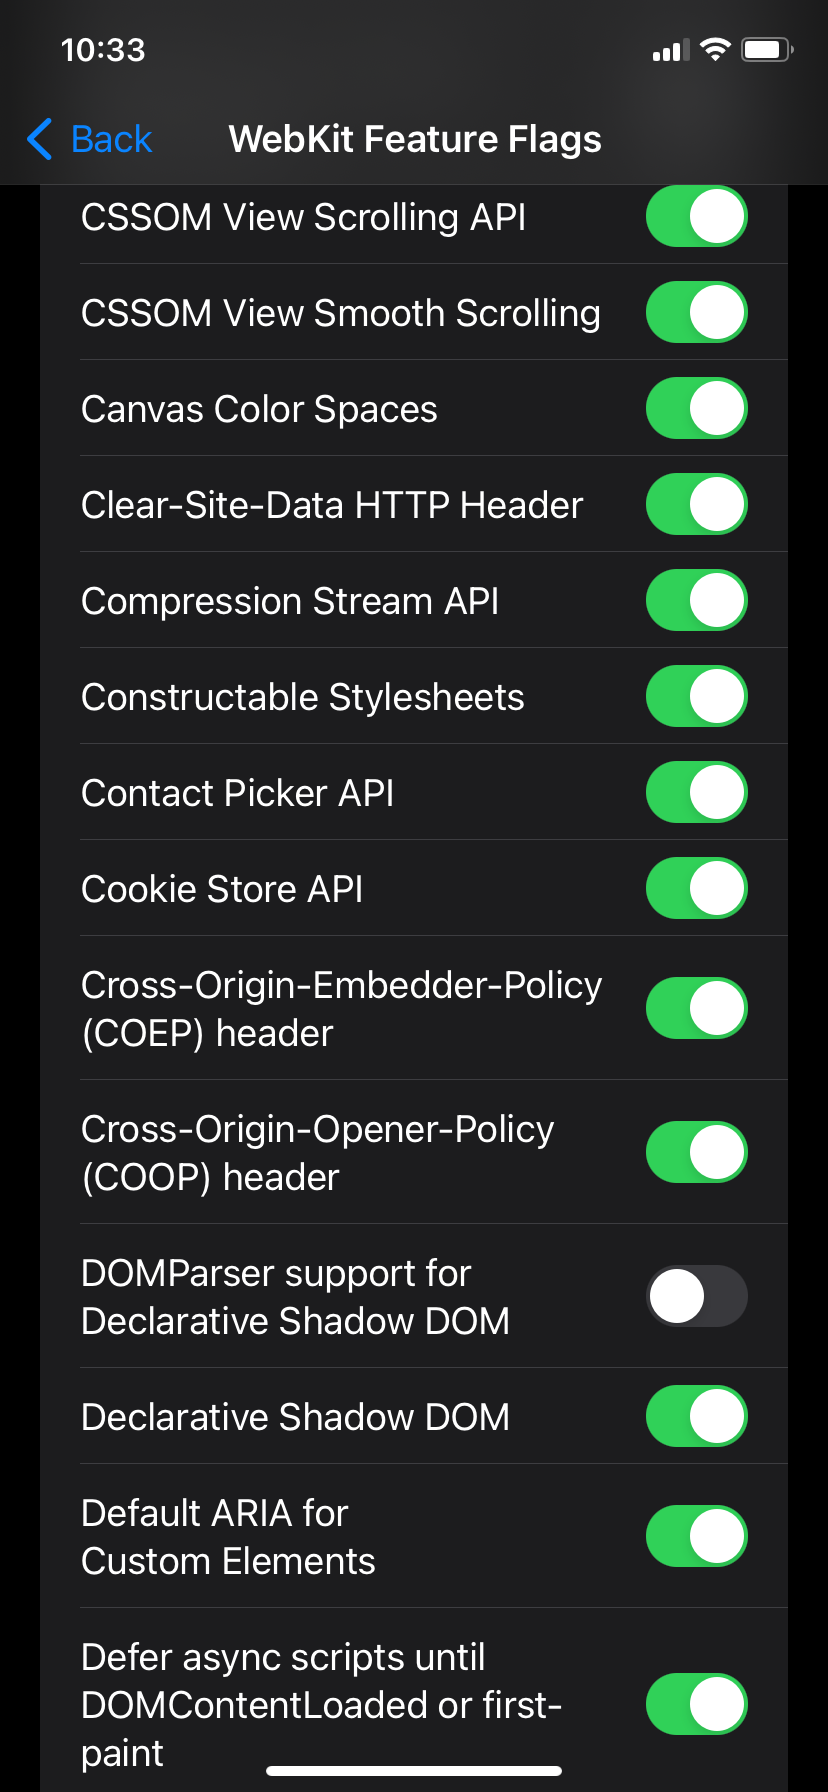 10:33
Back
WebKit Feature Flags
CSSOM View Scrolling API
CSSOM View Smooth Scrolling
Canvas Color Spaces
Clear-Site-Data HTTP Header
Compression Stream API
Constructable Stylesheets
Contact Picker API
Cookie Store API
Cross-Origin-Embedder-Policy
(COEP) header
Cross-Origin-Opener-Policy
(COOP) header
DOMParser support for
Declarative Shadow DOM
Declarative Shadow DOM
Default ARIA for
Custom Elements
Defer async scripts until
DOMContentLoaded or first-
paint